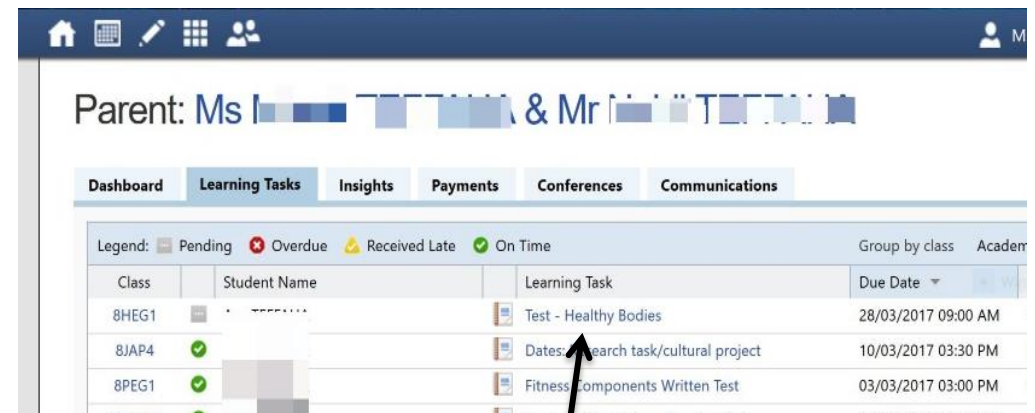 M
Parent: Ms & Mr
Dashboard Learning Tasks Insights Payments Conferences Communications
Legend: Pending Overdue Received Late On Time Group by class Academ
Class Student Name Learning Task Due Date
8HEG1 Test - Healthy Bodies 28/03/2017 09:00 AM
8JAP4 Dates: task/cultural project 10/03/2017 03:30 PM
8PEG1 Fitness Components Written Test 03/03/2017 03:00 PM